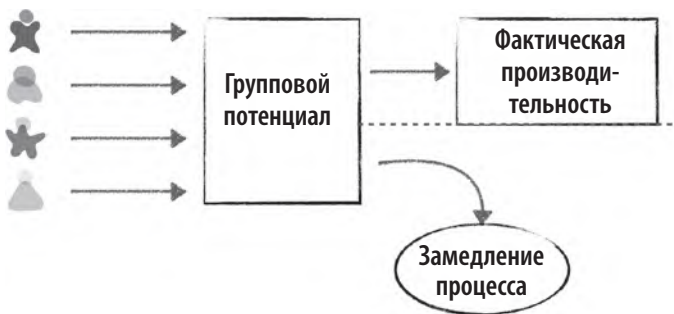 Групповой
потенциал
Фактическая
производи-
тельность
Замедление
процесса